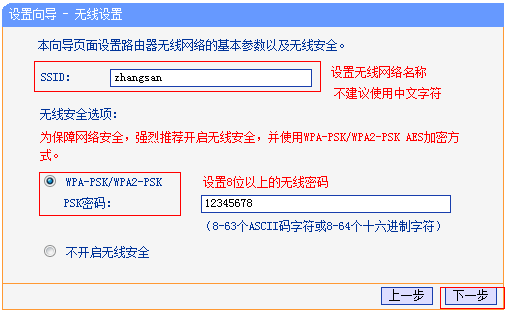 设置向导 - 无线设置
本向导页面设置路由器无线网络的基本参数以及无线安全。
SSID: zhangsan 设置无线网络名称
不建议使用中文字符
无线安全选项:
为保障网络安全，强烈推荐开启无线安全，并使用WPA-PSK/WPA2-PSK AES加密方
式。
WPA-PSK/WPA2-PSK 设置8位以上的无线密码
PSK密码: 12345678
（8-63个ASCII码字符或8-64个十六进制字符）
不开启无线安全
上一步 下一步